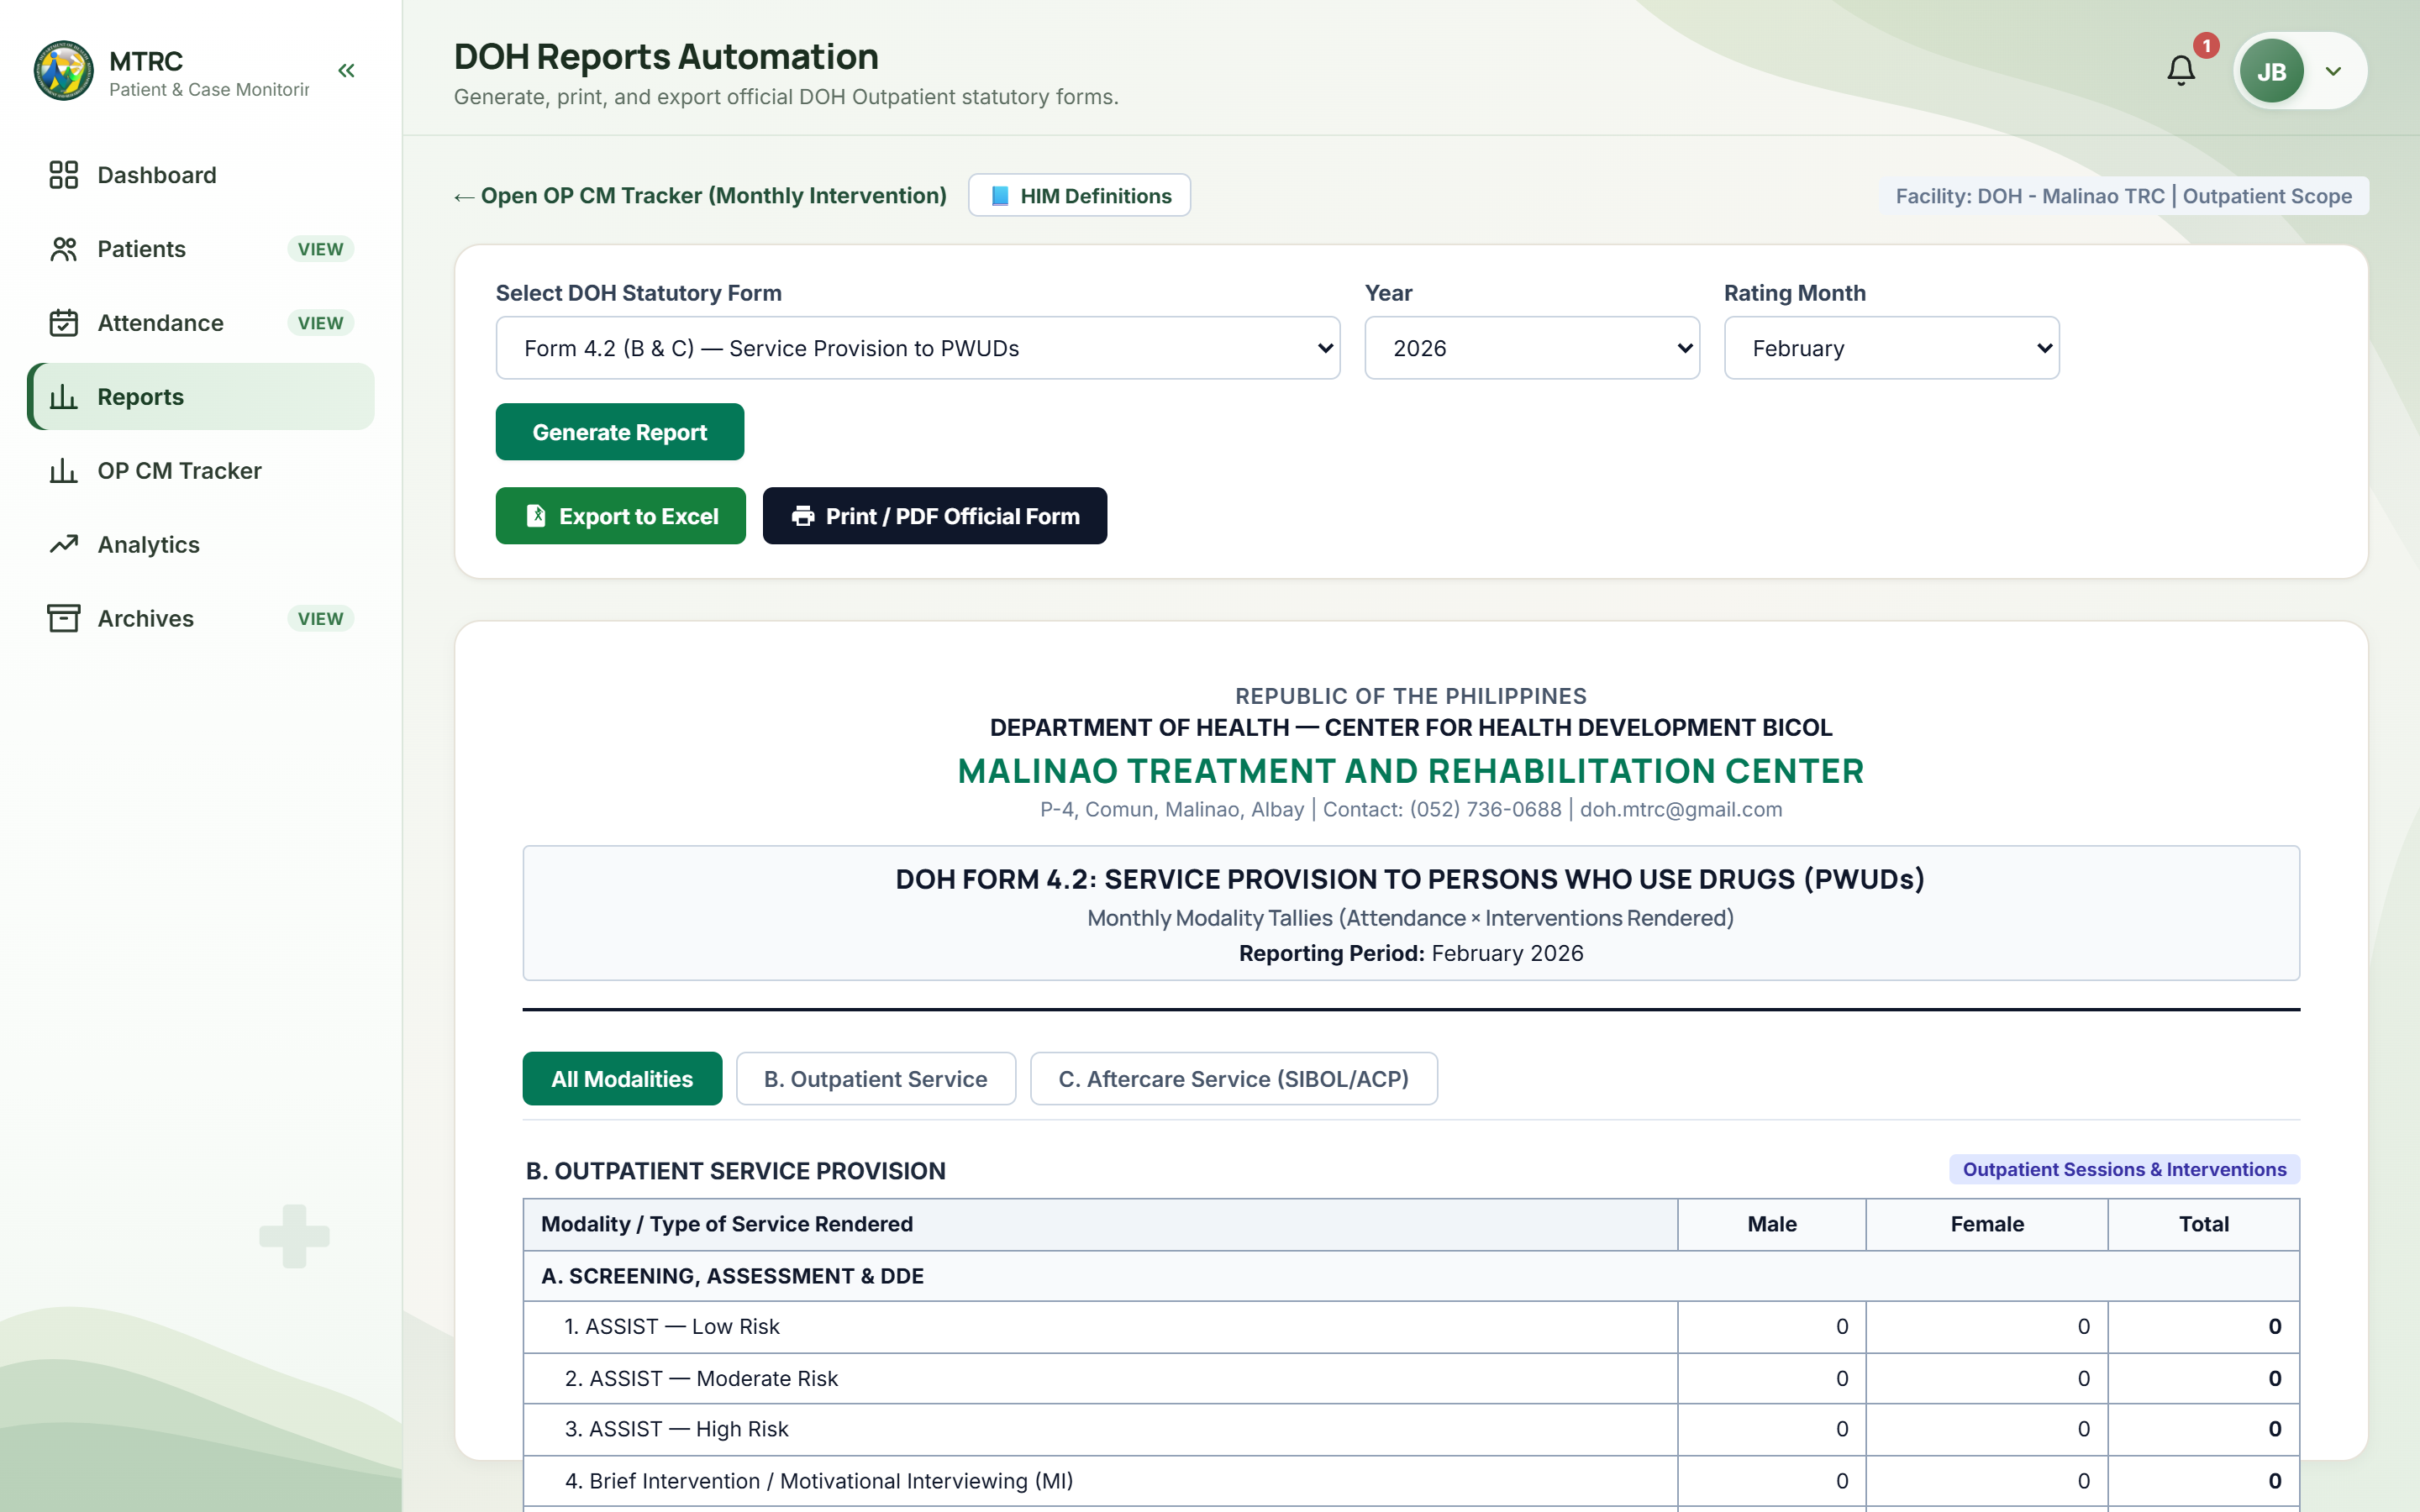 MTRC
Patient & Case Monitorir
Dashboard
Patients VIEW
Attendance VIEW
Reports
OP CM Tracker
Analytics
Archives VIEW
DOH Reports Automation
Generate, print, and export official DOH Outpatient statutory forms.
1
JB
← Open OP CM Tracker (Monthly Intervention)
HIM Definitions
Facility: DOH - Malinao TRC | Outpatient Scope
Select DOH Statutory Form Year Rating Month
Form 4.2 (B & C) — Service Provision to PWUDs 2026 February
Generate Report
Export to Excel Print / PDF Official Form
REPUBLIC OF THE PHILIPPINES
DEPARTMENT OF HEALTH — CENTER FOR HEALTH DEVELOPMENT BICOL
MALINAO TREATMENT AND REHABILITATION CENTER
P-4, Comun, Malinao, Albay | Contact: (052) 736-0688 | doh.mtrc@gmail.com
DOH FORM 4.2: SERVICE PROVISION TO PERSONS WHO USE DRUGS (PWUDs)
Monthly Modality Tallies (Attendance × Interventions Rendered)
Reporting Period: February 2026
All Modalities B. Outpatient Service C. Aftercare Service (SIBOL/ACP)
B. OUTPATIENT SERVICE PROVISION Outpatient Sessions & Interventions
Modality / Type of Service Rendered Male Female Total
A. SCREENING, ASSESSMENT & DDE
1. ASSIST — Low Risk 0 0 0
2. ASSIST — Moderate Risk 0 0 0
3. ASSIST — High Risk 0 0 0
4. Brief Intervention / Motivational Interviewing (MI) 0 0 0